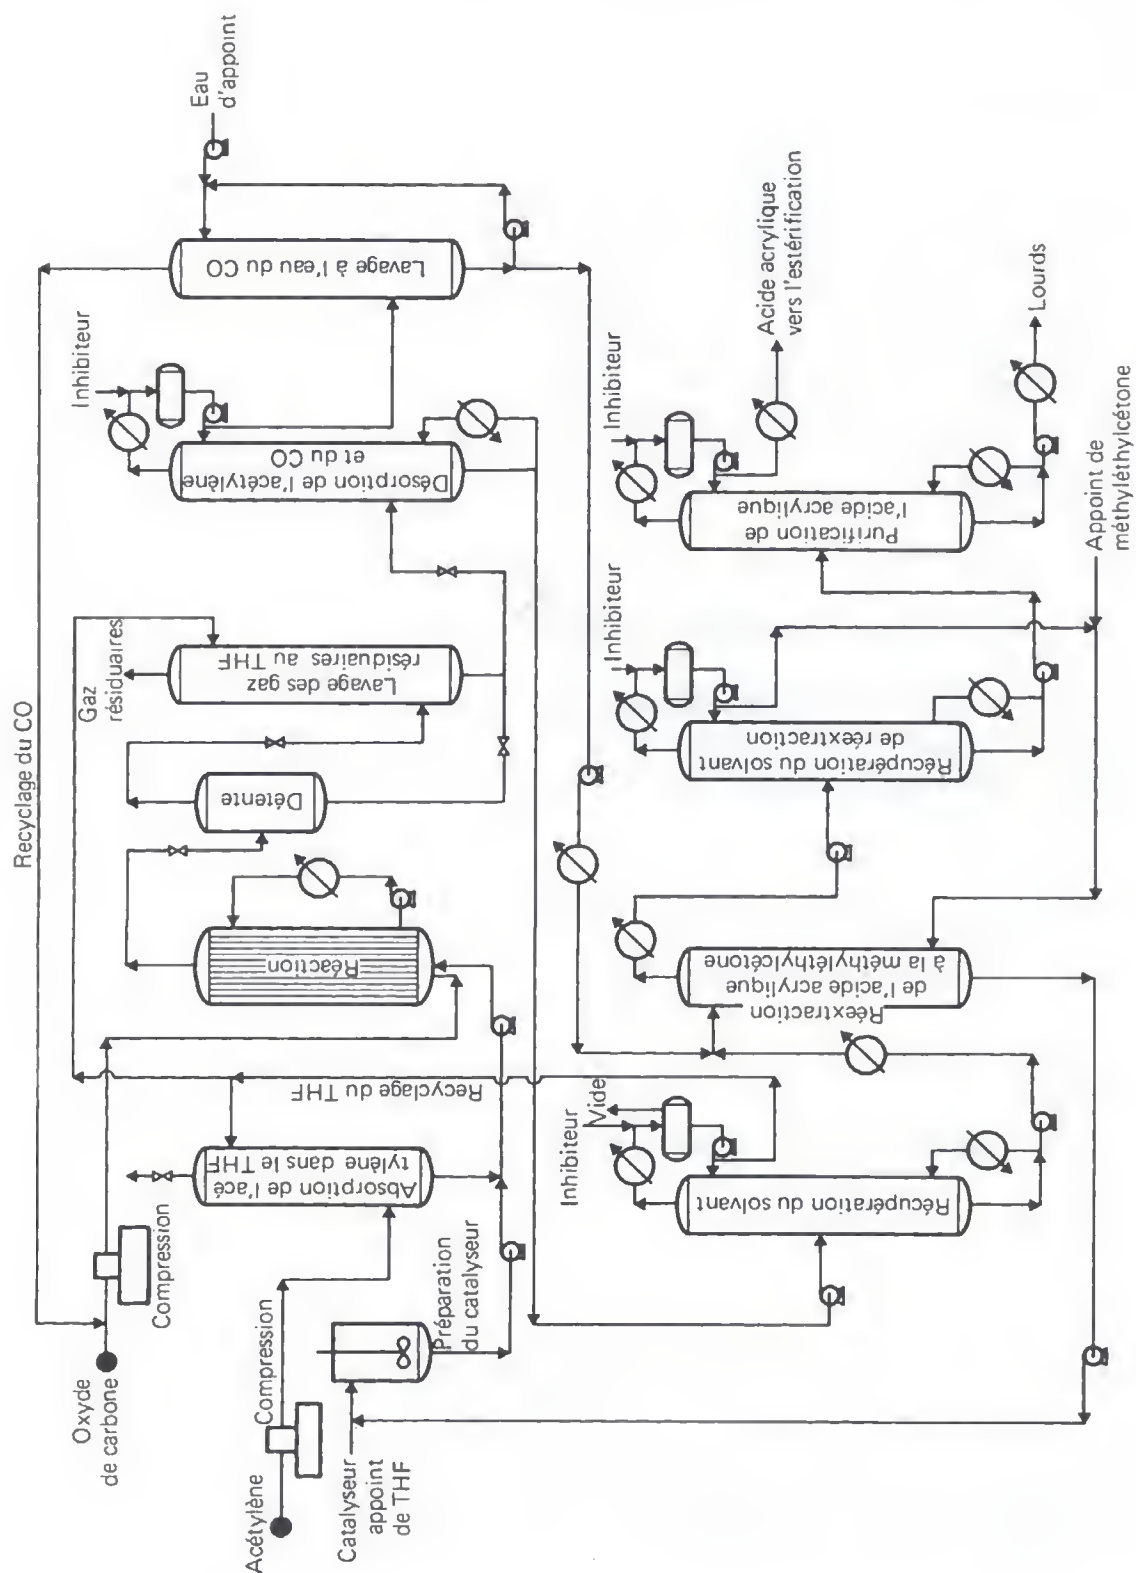 Recyclage du CO
Oxyde
de carbone
Compression
Acétylène
Compression
Catalyseur
appoint
de THF
Préparation
du catalyseur
Absorption de l'acé
tylène dans le THF
Recyclage du THF
Réaction
Détente
Gaz
résiduaires
Lavage des gaz
résiduaires au THF
Inhibiteur
Désorption de l'acétylène
et du CO
Lavage à l'eau du CO
Eau
d'appoint
Inhibiteur
Vide
Récupération du solvant
Réextraction
de l'acide acrylique
à la méthyléthylcétone
Inhibiteur
Récupération du solvant
de réextraction
Inhibiteur
Purification de
l'acide acrylique
Acide acrylique
vers l'estérification
Lourds
Appoint de
méthyléthylcétone